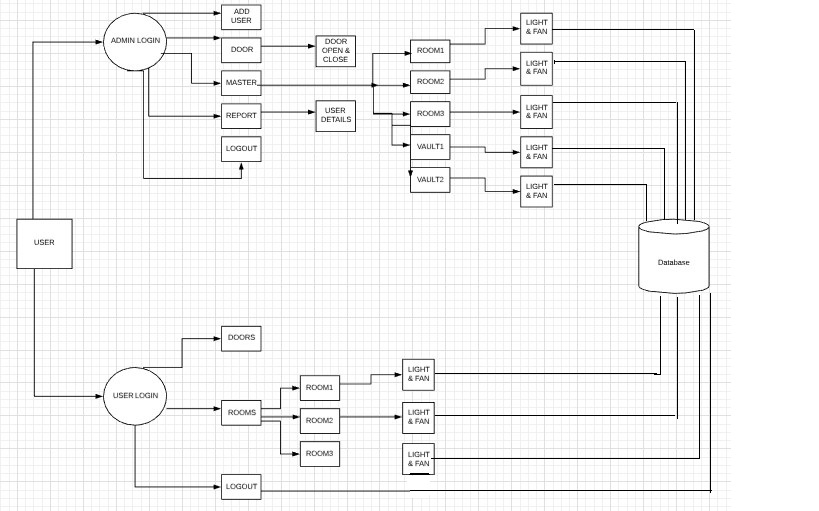 ADD
USER
ADMIN LOGIN
DOOR
DOOR
OPEN &
CLOSE
MASTER
REPORT
USER
DETAILS
LOGOUT
ROOM1
ROOM2
ROOM3
VAULT1
VAULT2
LIGHT
& FAN
LIGHT
& FAN
LIGHT
& FAN
LIGHT
& FAN
LIGHT
& FAN
USER
Database
DOORS
USER LOGIN
ROOMS
ROOM1
ROOM2
ROOM3
LIGHT
& FAN
LIGHT
& FAN
LIGHT
& FAN
LOGOUT